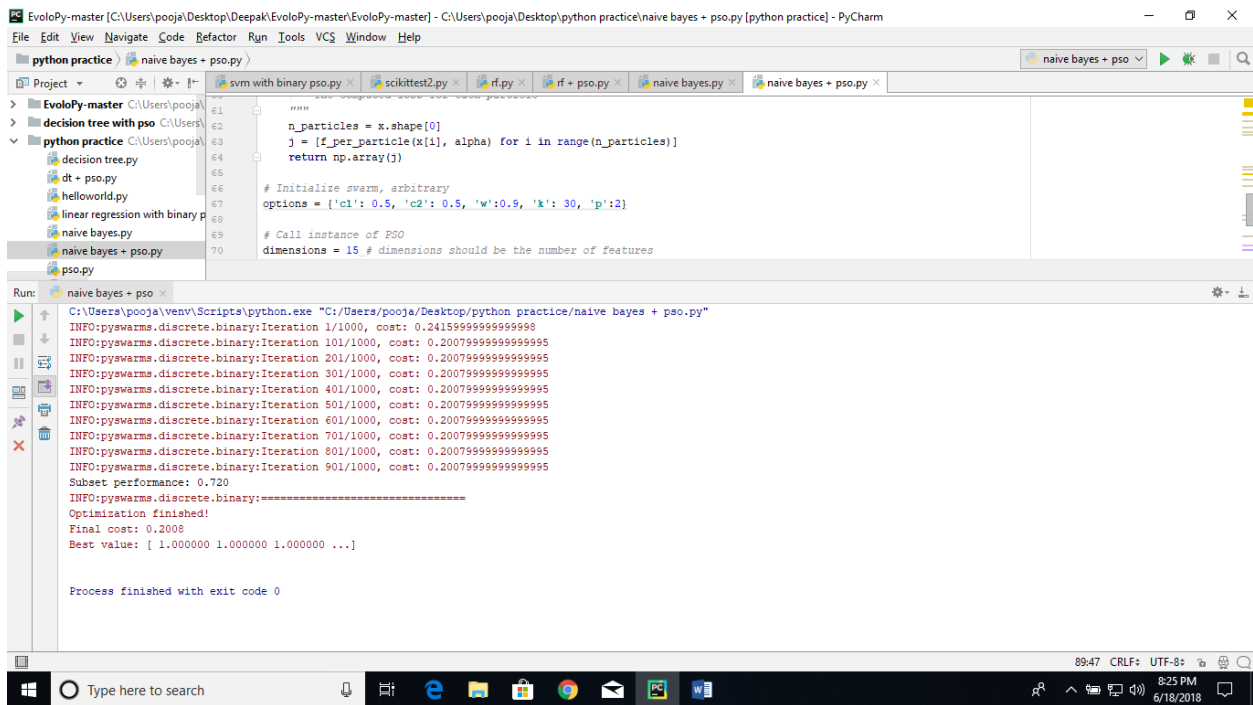 EvoloPy-master [C:\Users\pooja\Desktop\Deepak\EvoloPy-master\EvoloPy-master] - C:\Users\pooja\Desktop\python practice\naive bayes + pso.py [python practice] - PyCharm
File Edit View Navigate Code Refactor Run Tools VCS Window Help
python practice naive bayes + pso.py
naive bayes + pso
Project
svm with binary pso.py scikittest2.py rf.py rf + pso.py naive bayes.py naive bayes + pso.py
EvoloPy-master C:\Users\pooja\
decision tree with pso C:\Users\
python practice C:\Users\pooja\
decision tree.py
dt + pso.py
helloworld.py
linear regression with binary p
naive bayes.py
naive bayes + pso.py
pso.py
61 """
62 n_particles = x.shape[0]
63 j = [f_per_particle(x[i], alpha) for i in range(n_particles)]
64 return np.array(j)
65
66 # Initialize swarm, arbitrary
67 options = {'c1': 0.5, 'c2': 0.5, 'w':0.9, 'k': 30, 'p':2}
68
69 # Call instance of PSO
70 dimensions = 15 # dimensions should be the number of features
Run: naive bayes + pso
C:\Users\pooja\venv\Scripts\python.exe "C:/Users/pooja/Desktop/python practice/naive bayes + pso.py"
INFO:pyswarms.discrete.binary:Iteration 1/1000, cost: 0.24159999999999998
INFO:pyswarms.discrete.binary:Iteration 101/1000, cost: 0.20079999999999995
INFO:pyswarms.discrete.binary:Iteration 201/1000, cost: 0.20079999999999995
INFO:pyswarms.discrete.binary:Iteration 301/1000, cost: 0.20079999999999995
INFO:pyswarms.discrete.binary:Iteration 401/1000, cost: 0.20079999999999995
INFO:pyswarms.discrete.binary:Iteration 501/1000, cost: 0.20079999999999995
INFO:pyswarms.discrete.binary:Iteration 601/1000, cost: 0.20079999999999995
INFO:pyswarms.discrete.binary:Iteration 701/1000, cost: 0.20079999999999995
INFO:pyswarms.discrete.binary:Iteration 801/1000, cost: 0.20079999999999995
INFO:pyswarms.discrete.binary:Iteration 901/1000, cost: 0.20079999999999995
Subset performance: 0.720
INFO:pyswarms.discrete.binary:================================
Optimization finished!
Final cost: 0.2008
Best value: [ 1.000000 1.000000 1.000000 ...]
Process finished with exit code 0
89:47 CRLF UTF-8
Type here to search
8:25 PM
6/18/2018